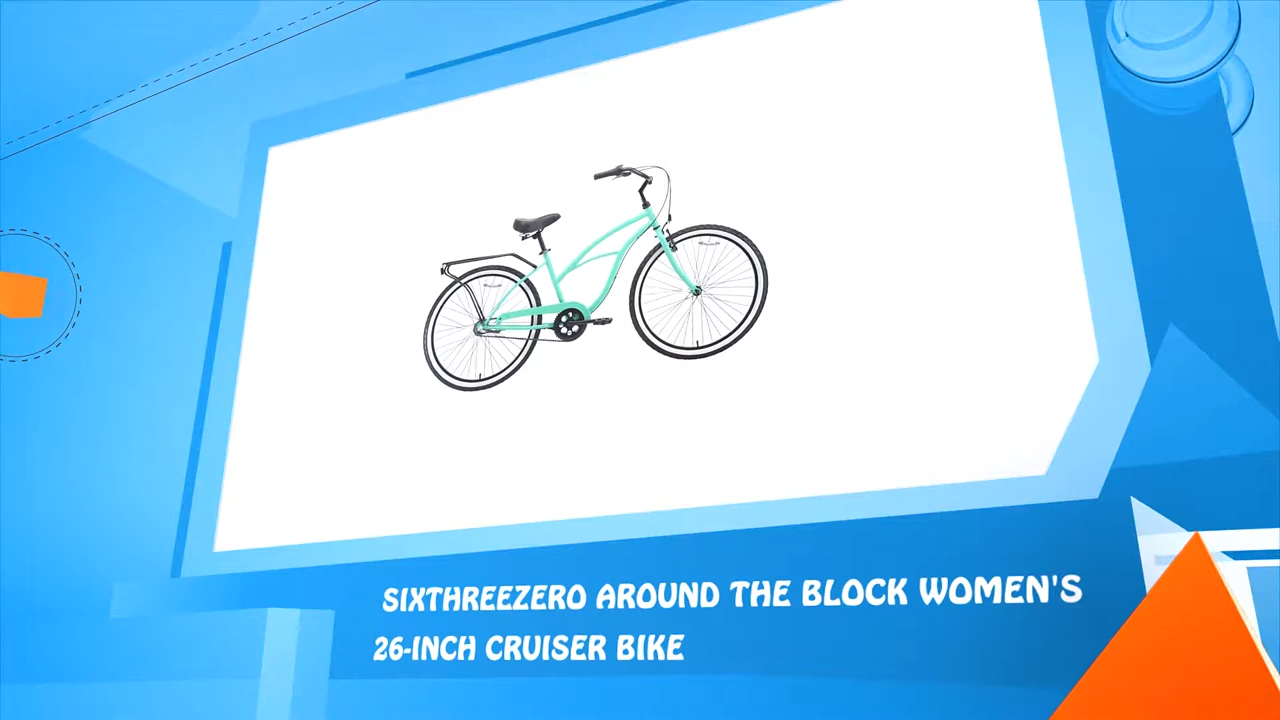 SIXTHREEZERO AROUND THE BLOCK WOMEN'S
26-INCH CRUISER BIKE